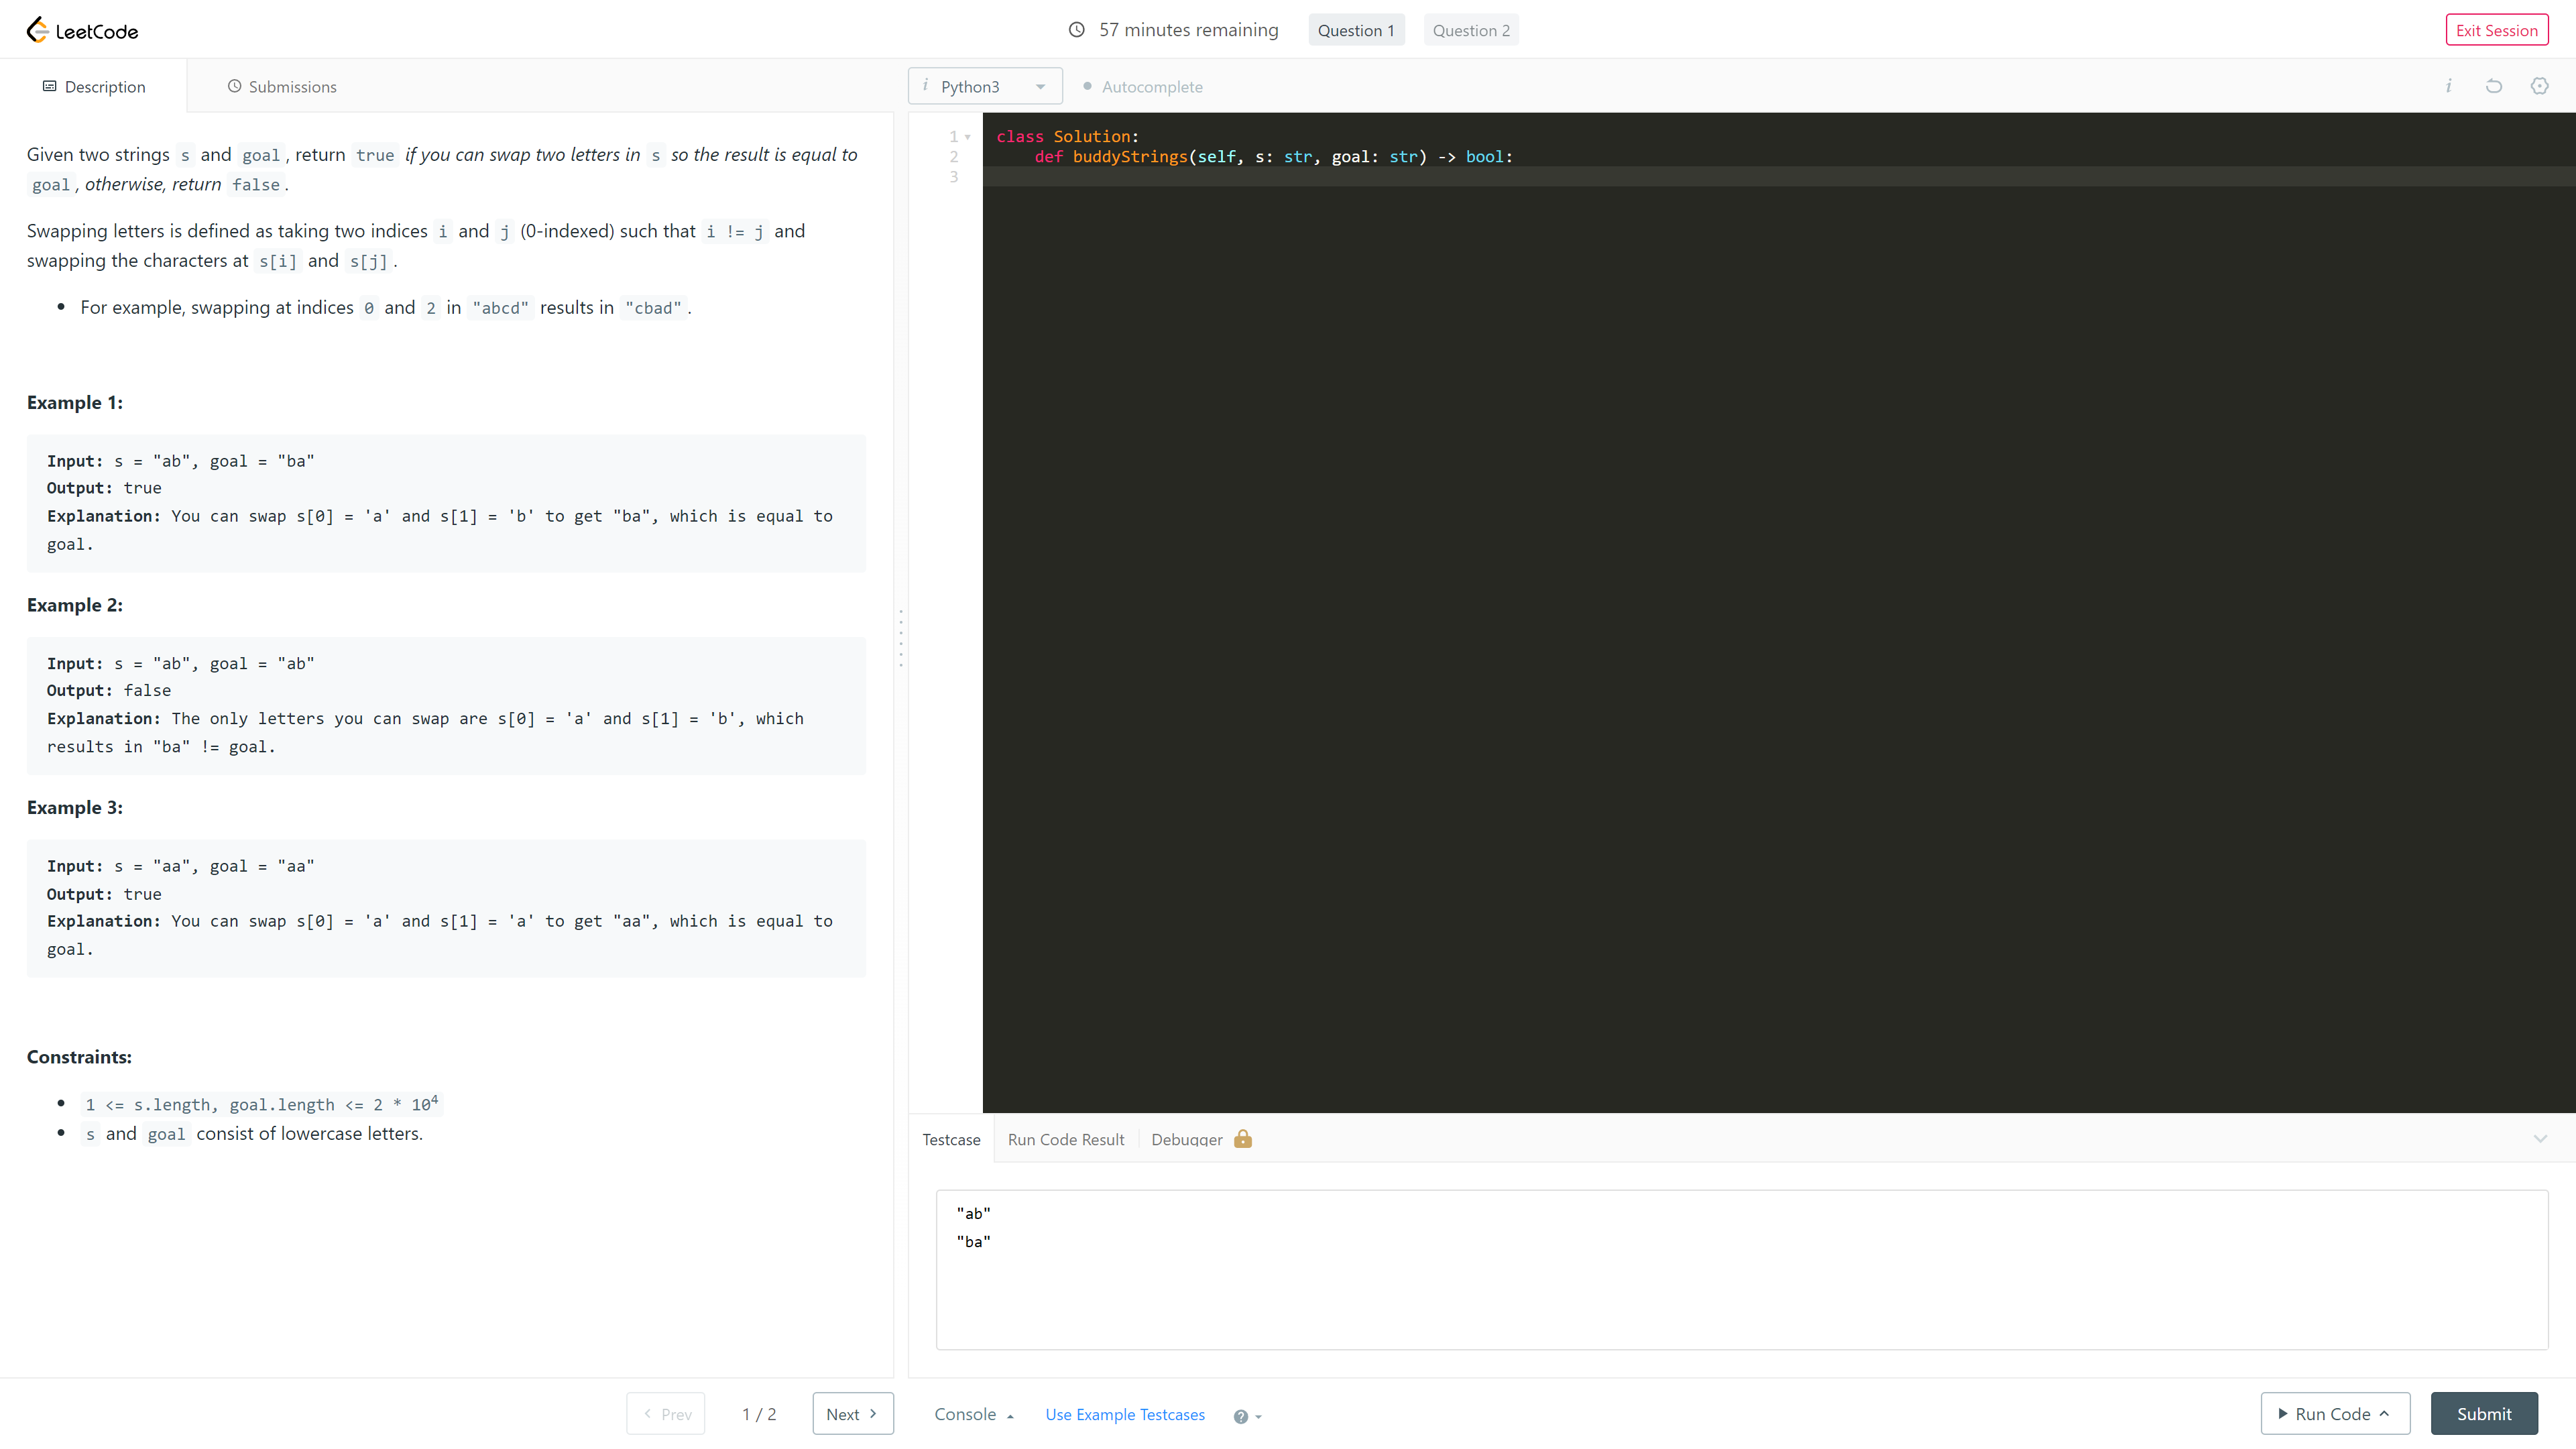 LeetCode
57 minutes remaining
Question 1
Question 2
Exit Session
Description
Submissions
i Python3
Autocomplete
i
Given two strings s and goal, return true if you can swap two letters in s so the result is equal to
goal, otherwise, return false.
Swapping letters is defined as taking two indices i and j (0-indexed) such that i != j and
swapping the characters at s[i] and s[j].
• For example, swapping at indices 0 and 2 in "abcd" results in "cbad".
Example 1:
Input: s = "ab", goal = "ba"
Output: true
Explanation: You can swap s[0] = 'a' and s[1] = 'b' to get "ba", which is equal to
goal.
Example 2:
Input: s = "ab", goal = "ab"
Output: false
Explanation: The only letters you can swap are s[0] = 'a' and s[1] = 'b', which
results in "ba" != goal.
Example 3:
Input: s = "aa", goal = "aa"
Output: true
Explanation: You can swap s[0] = 'a' and s[1] = 'a' to get "aa", which is equal to
goal.
Constraints:
• 1 <= s.length, goal.length <= 2 * 10⁴
• s and goal consist of lowercase letters.
Prev
1 / 2
Next
1 class Solution:
2     def buddyStrings(self, s: str, goal: str) -> bool:
3
Testcase
Run Code Result
Debugger
"ab"
"ba"
Console
Use Example Testcases
?
Run Code
Submit